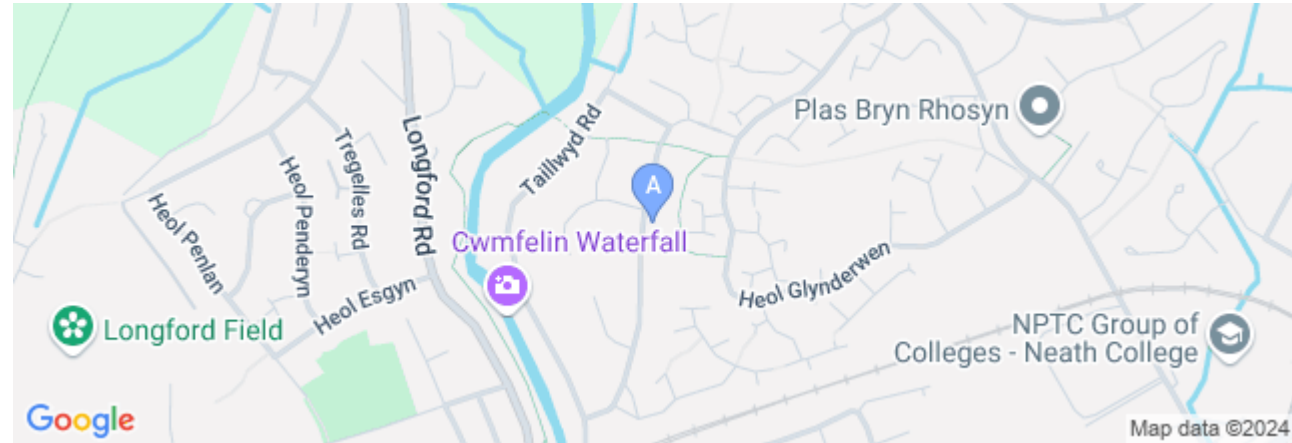 Plas Bryn Rhosyn
Longford Rd
Taillwyd Rd
Tregelles Rd
Heol Penderyn
Heol Penlan
A
Cwmfelin Waterfall
Heol Glynderwen
Heol Esgyn
Longford Field
NPTC Group of
Colleges - Neath College
Google
Map data ©2024